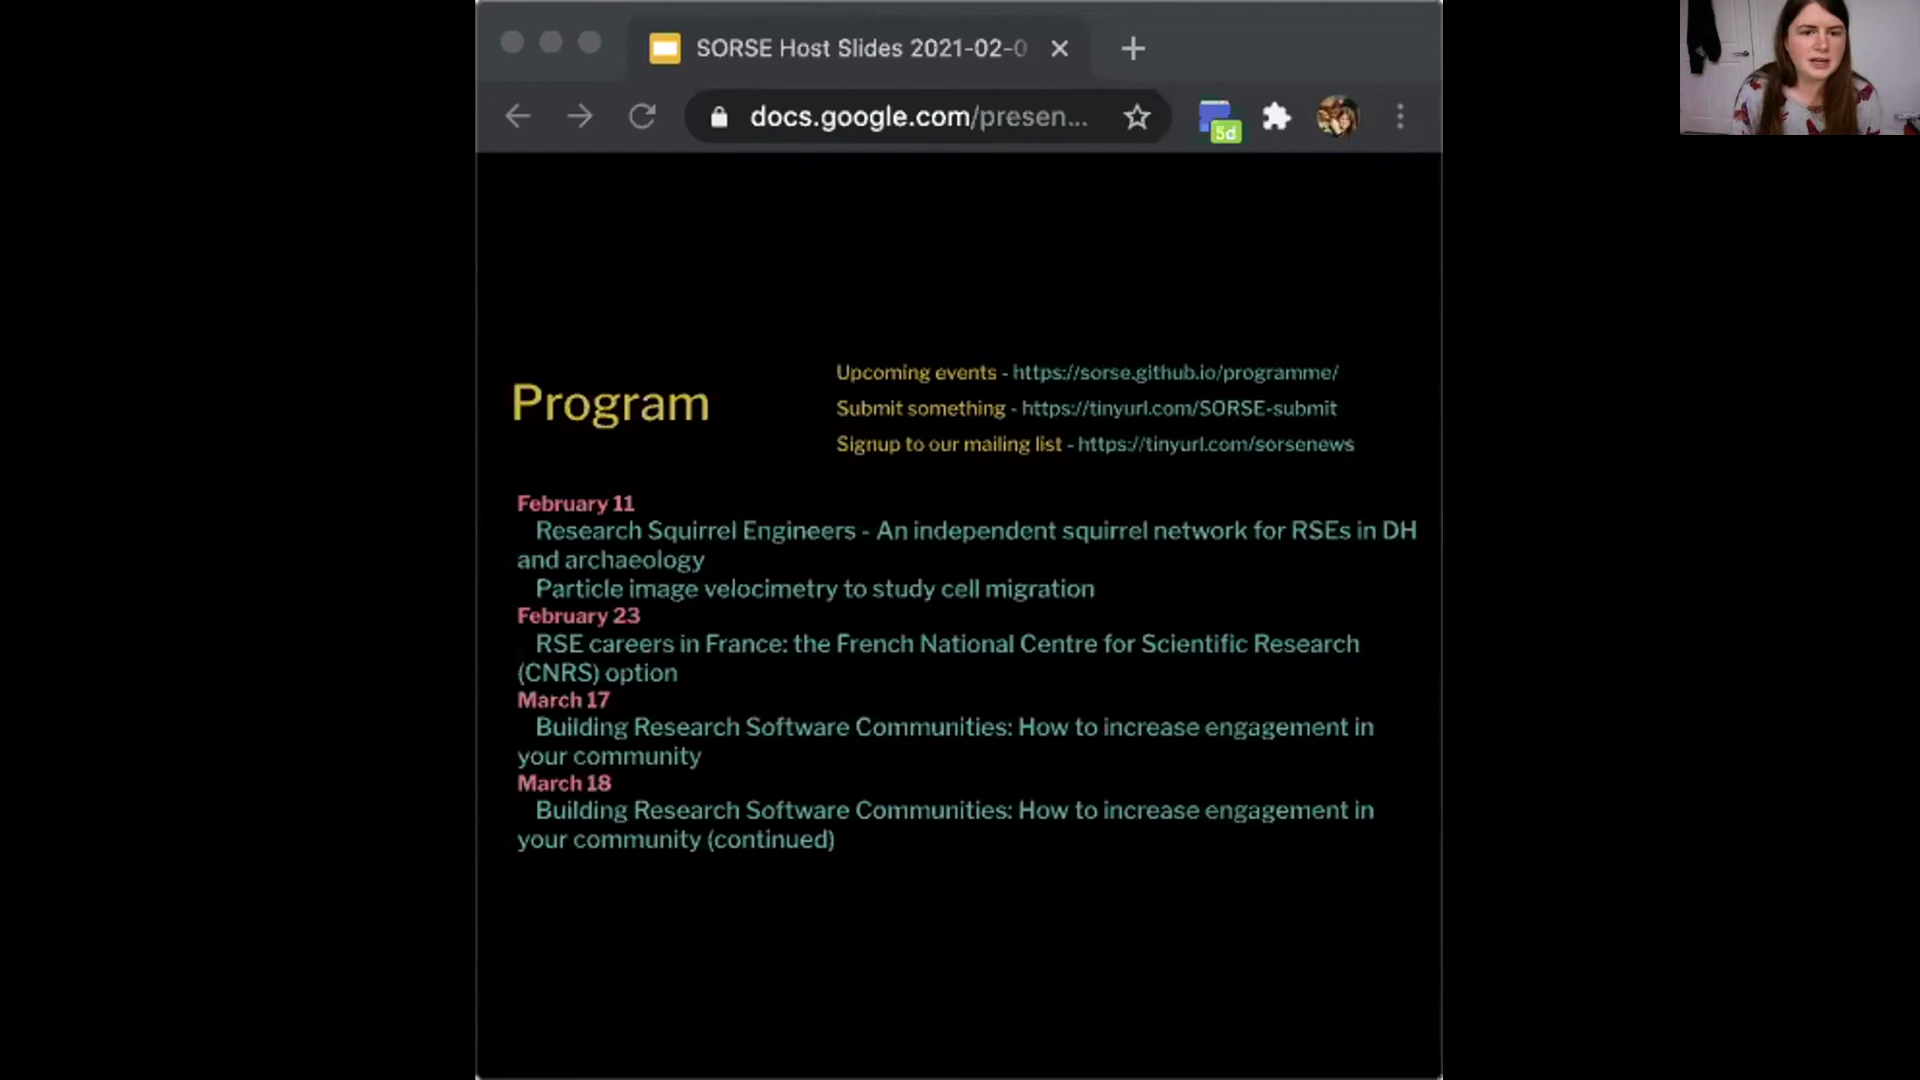 SORSE Host Slides 2021-02-0
docs.google.com/presen...
5d
Program
Upcoming events - https://sorse.github.io/programme/
Submit something - https://tinyurl.com/SORSE-submit
Signup to our mailing list - https://tinyurl.com/sorsenews
February 11
Research Squirrel Engineers - An independent squirrel network for RSEs in DH
and archaeology
Particle image velocimetry to study cell migration
February 23
RSE careers in France: the French National Centre for Scientific Research
(CNRS) option
March 17
Building Research Software Communities: How to increase engagement in
your community
March 18
Building Research Software Communities: How to increase engagement in
your community (continued)